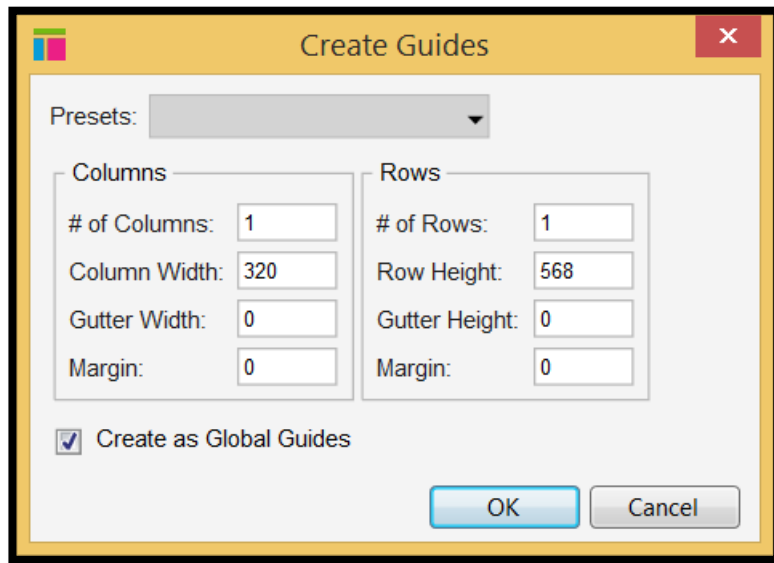 Create Guides
Presets:
Columns
# of Columns: 1
Column Width: 320
Gutter Width: 0
Margin: 0
Rows
# of Rows: 1
Row Height: 568
Gutter Height: 0
Margin: 0
Create as Global Guides
OK
Cancel